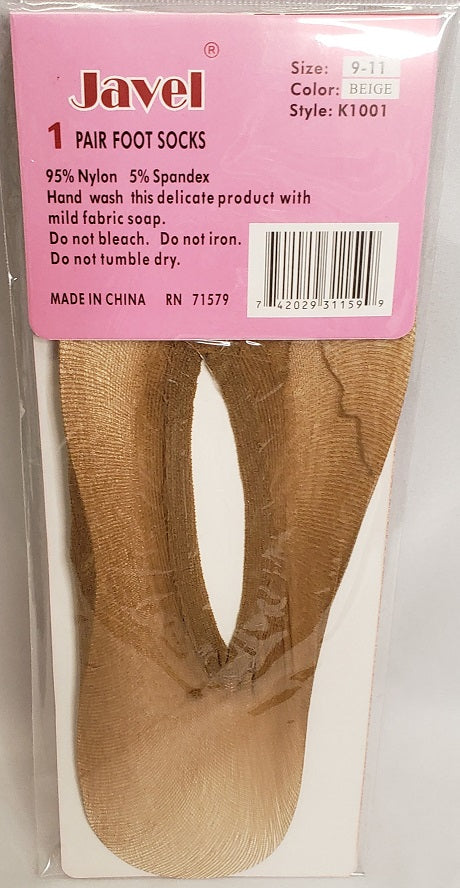 Javel ®
Size: 9-11
Color: BEIGE
Style: K1001
1 PAIR FOOT SOCKS
95% Nylon 5% Spandex
Hand wash this delicate product with
mild fabric soap.
Do not bleach. Do not iron.
Do not tumble dry.
MADE IN CHINA RN 71579
7 42029 31159 9